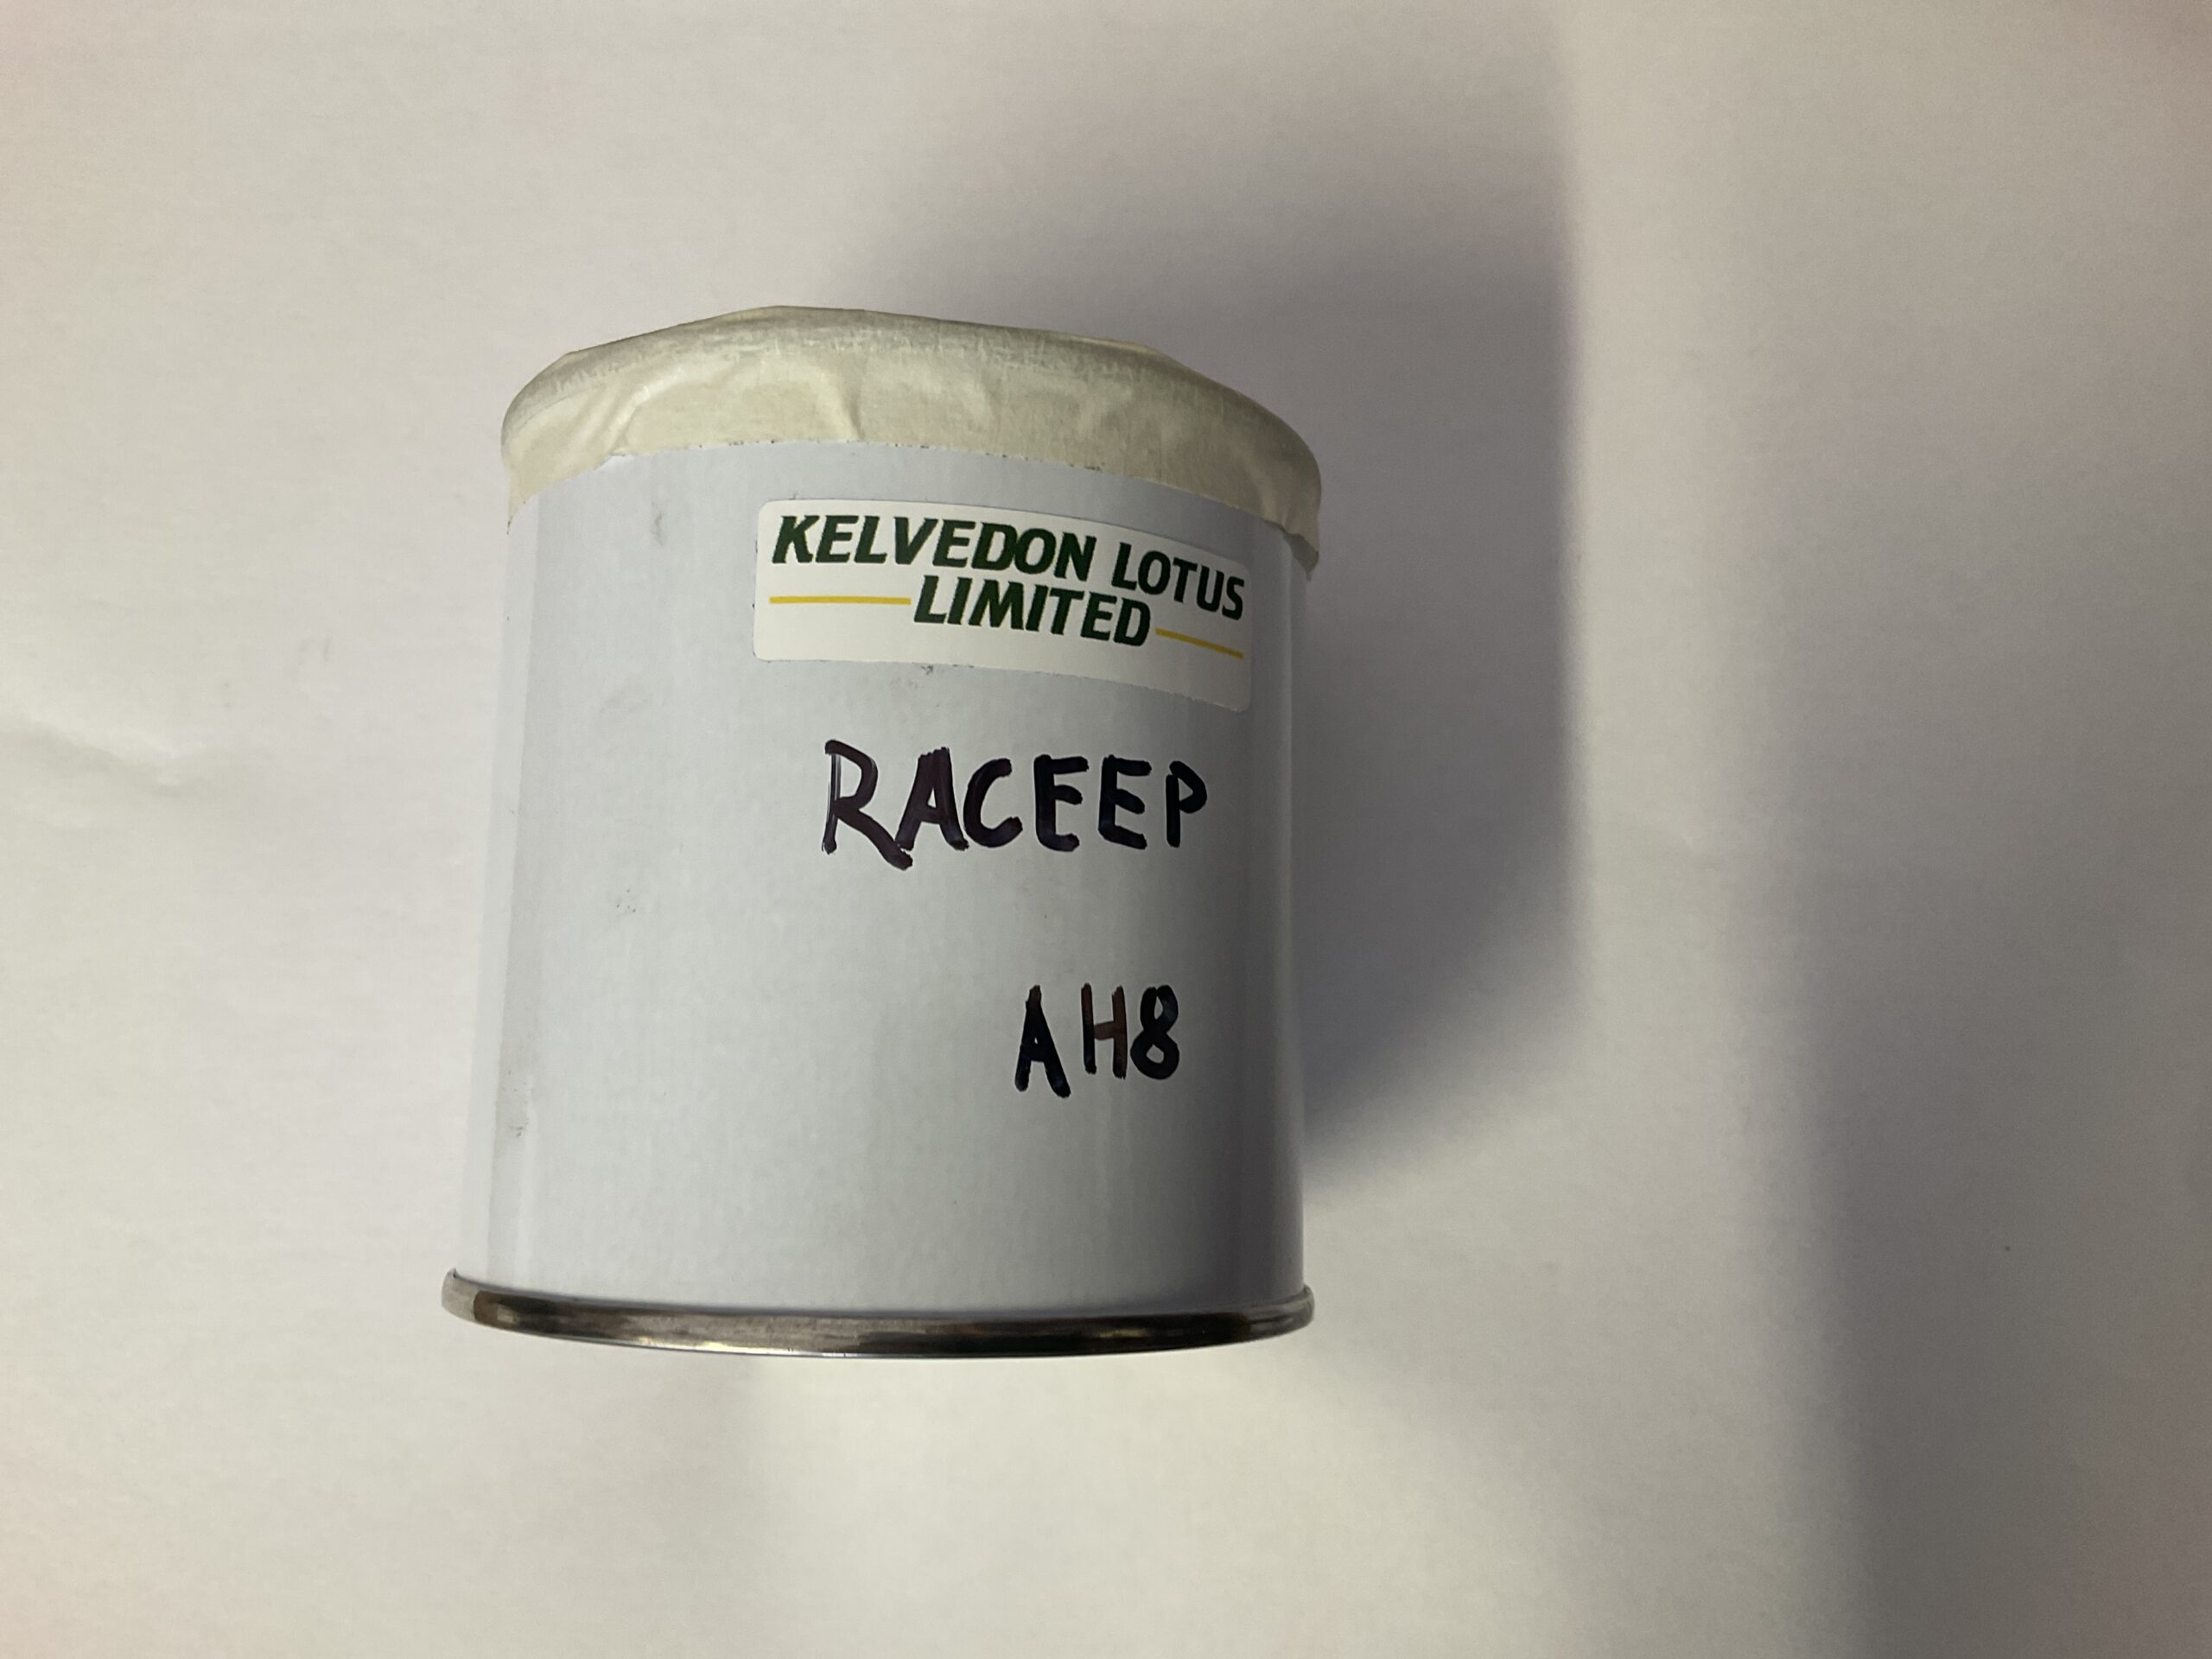 KELVEDON LOTUS
LIMITED
RACEEP
AH8